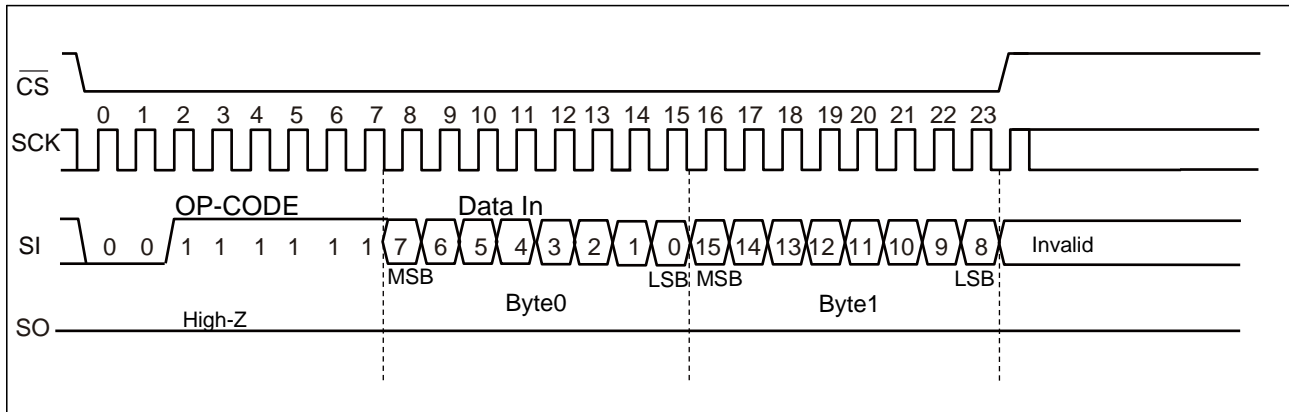 CS
0 1 2 3 4 5 6 7 8 9 10 11 12 13 14 15 16 17 18 19 20 21 22 23
SCK
OP-CODE Data In
SI 0 0 1 1 1 1 1 1 7 6 5 4 3 2 1 0 15 14 13 12 11 10 9 8 Invalid
MSB LSB MSB LSB
Byte0 Byte1
SO High-Z